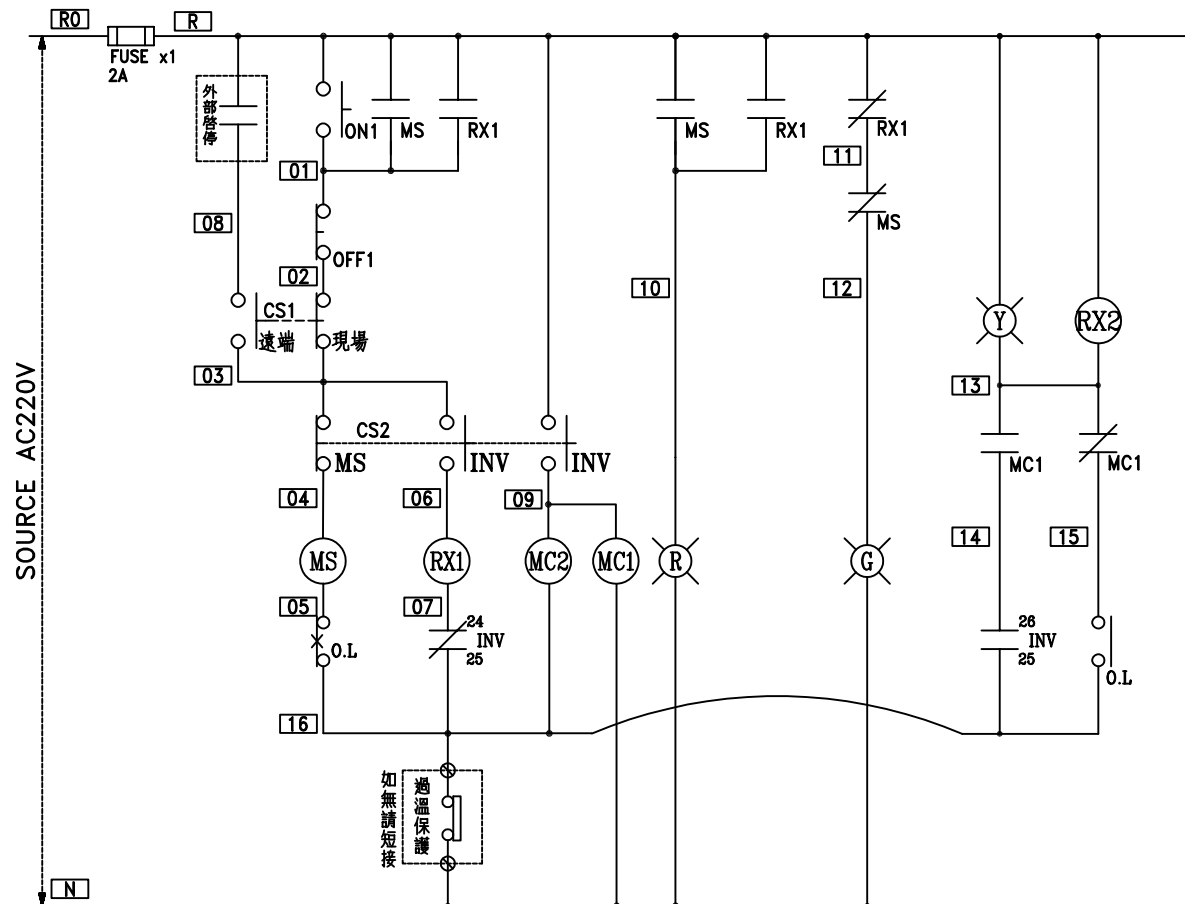 R0
R
FUSE x1
2A
外部啓停
ON1
MS
RX1
MS
RX1
RX1
01
11
MS
08
OFF1
02
10
12
CS1
遠端
現場
Y
RX2
03
13
CS2
MS
INV
INV
MC1
MC1
04
06
09
14
15
MS
RX1
MC2
MC1
R
G
05
07
24
INV
25
O.L
26
INV
25
O.L
16
如無請短接
過溫保護
SOURCE AC220V
N